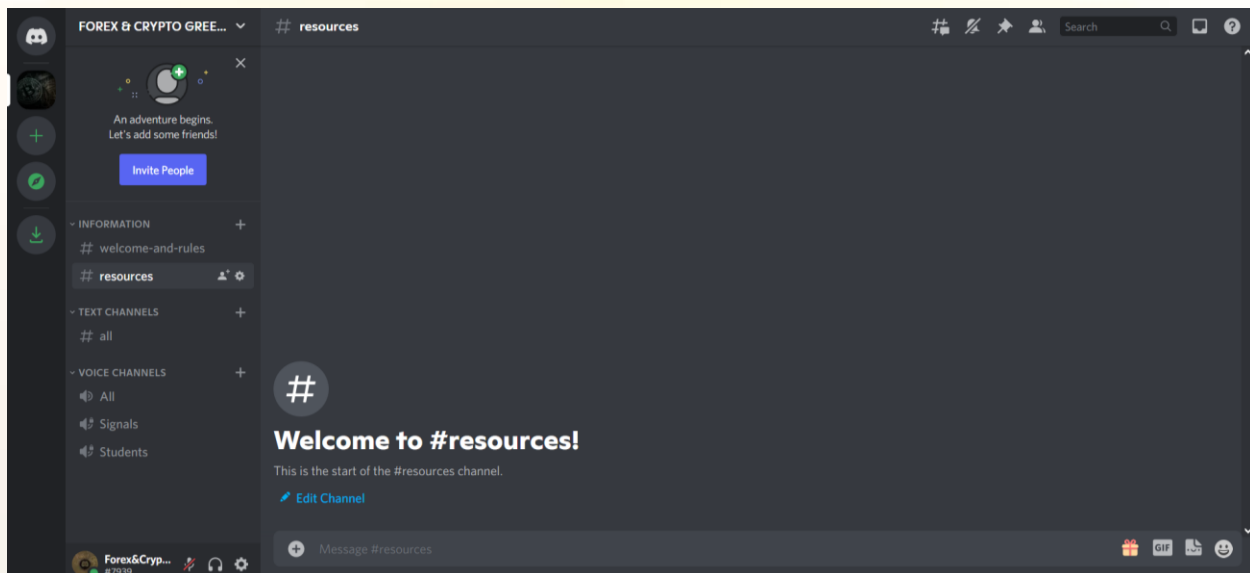 FOREX & CRYPTO GREE...
# resources
Search
An adventure begins.
Let's add some friends!
Invite People
INFORMATION
# welcome-and-rules
# resources
TEXT CHANNELS
# all
VOICE CHANNELS
All
Signals
Students
#
Welcome to #resources!
This is the start of the #resources channel.
Edit Channel
Message #resources
GIF
Forex&Cryp...
#7939